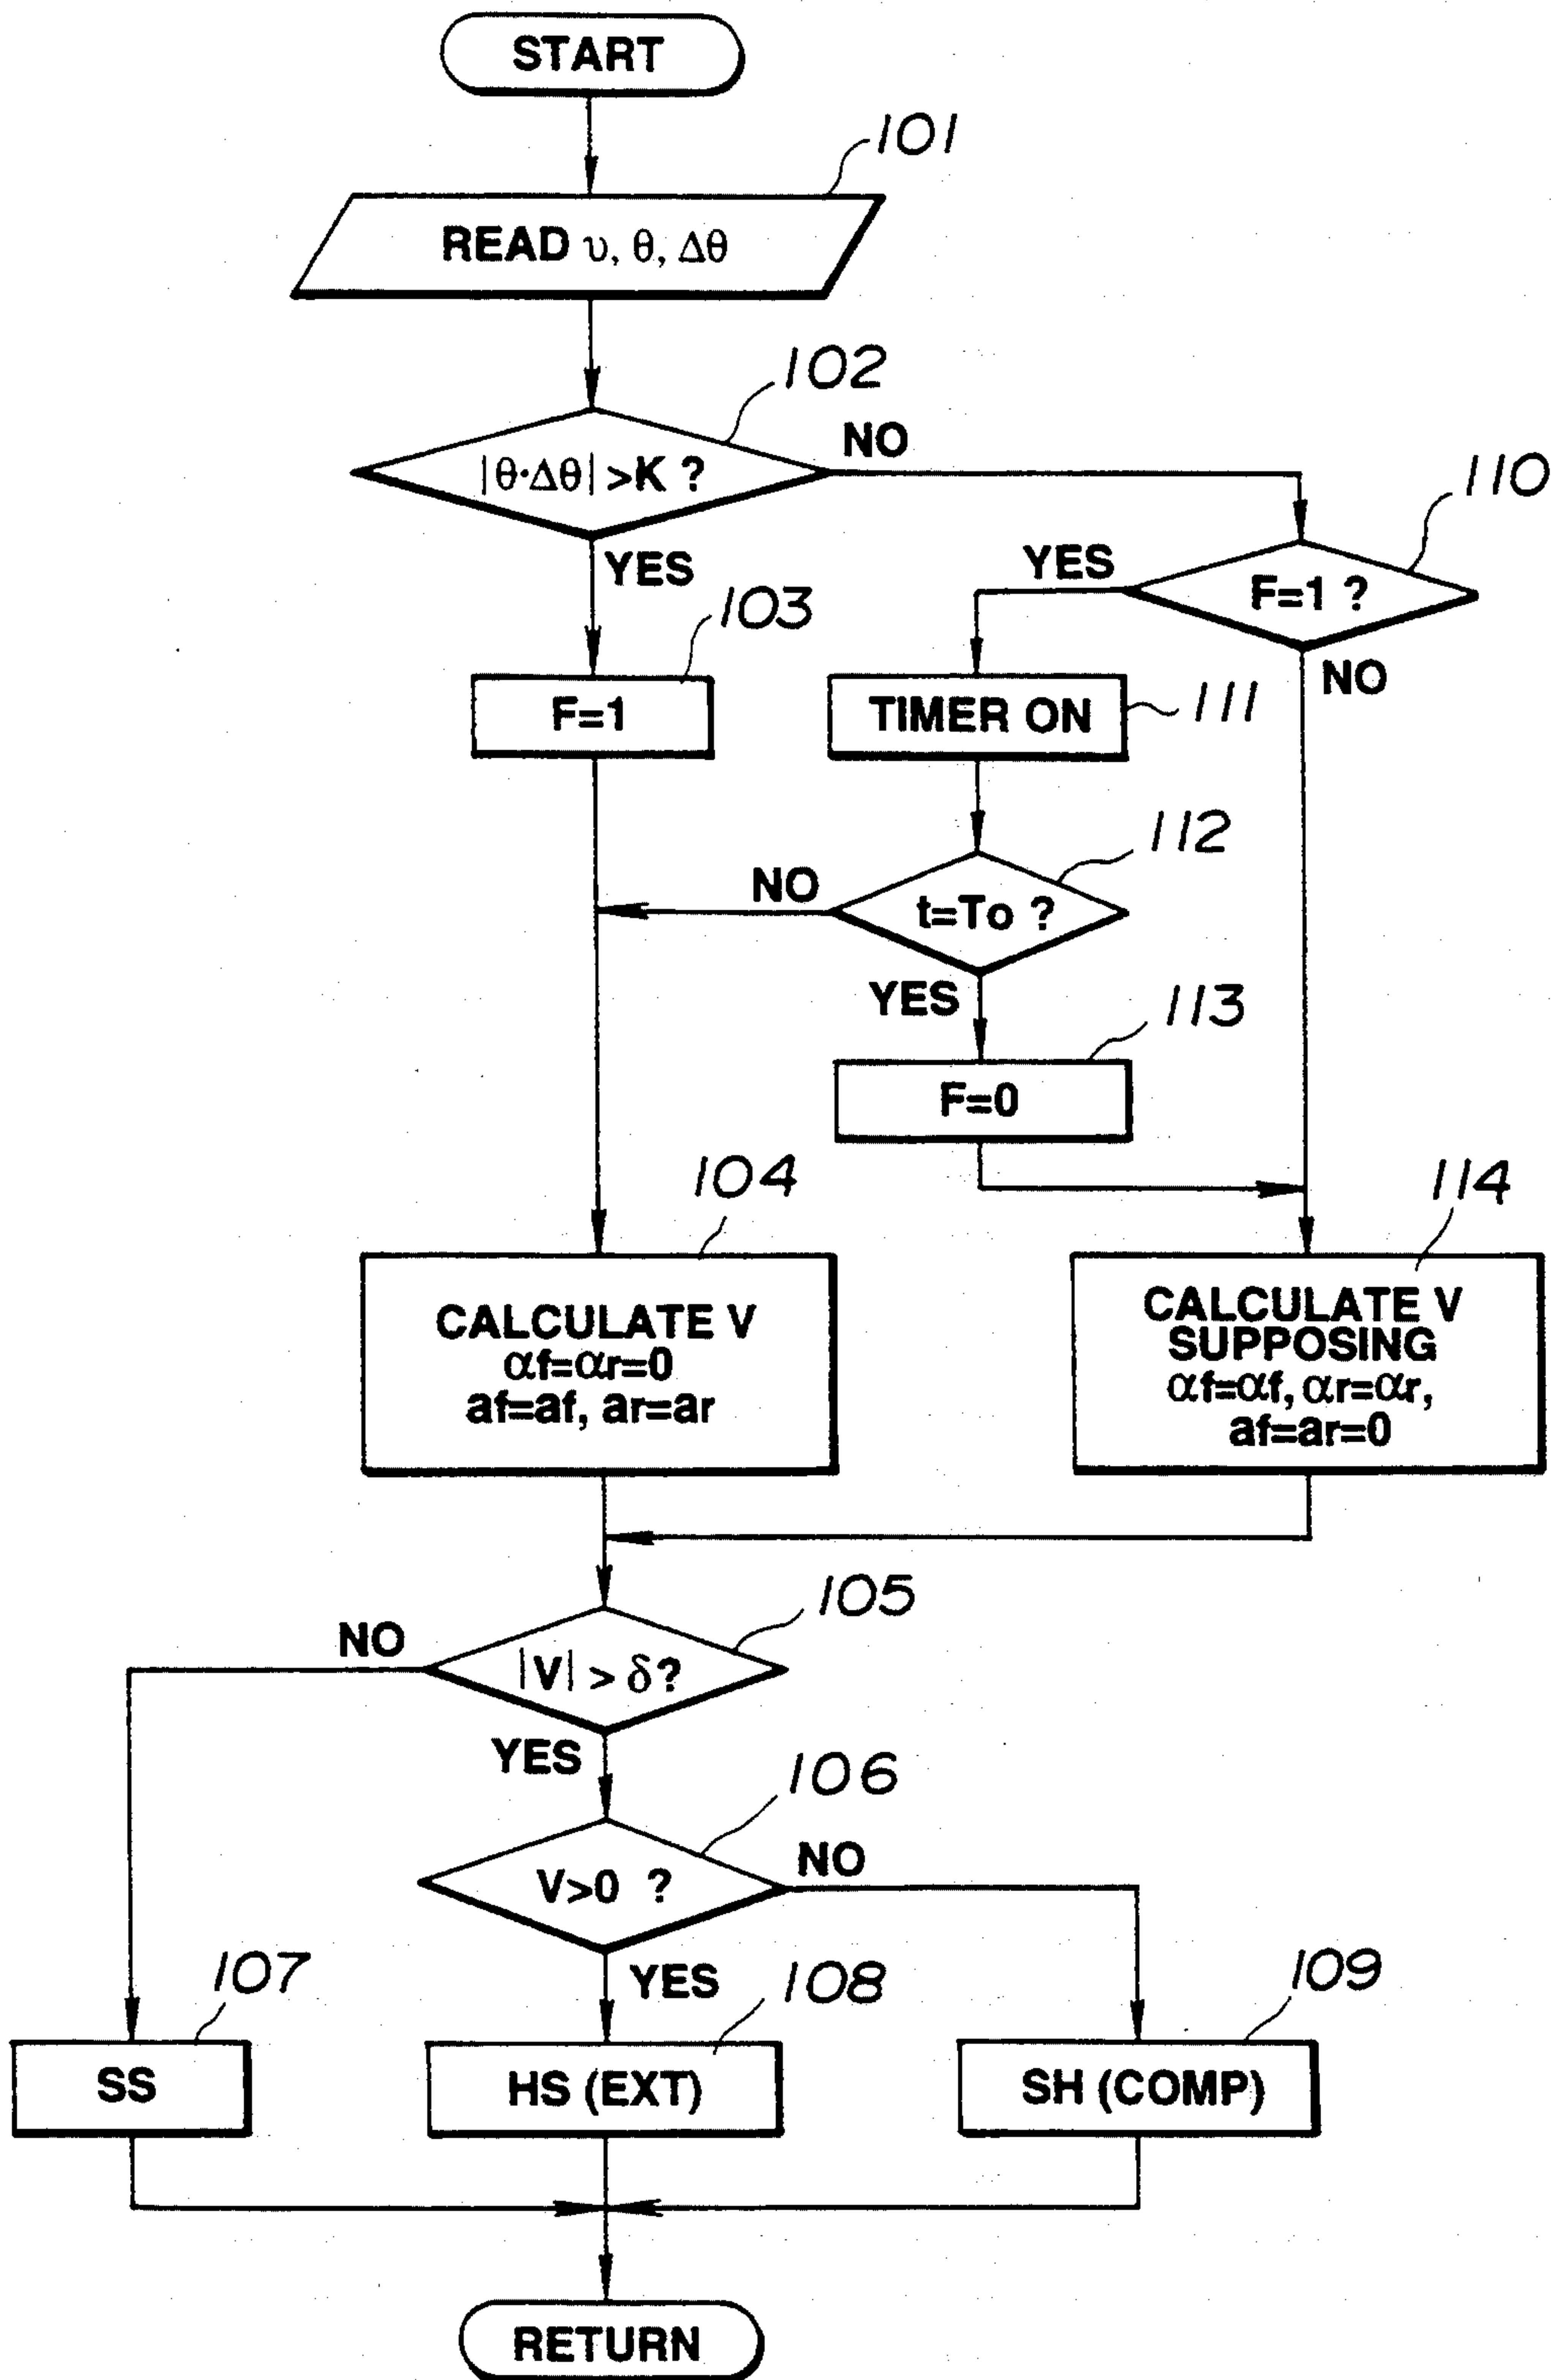 START
101
READ υ, θ, Δθ
102
|θ·Δθ| >K ?
NO
YES
110
F=1 ?
YES
NO
103
F=1
TIMER ON
111
112
t=To ?
NO
YES
113
F=0
104
CALCULATE V
αf=αr=0
af=af, ar=ar
114
CALCULATE V
SUPPOSING
αf=αf, αr=αr,
af=ar=0
105
|V| > δ?
NO
YES
106
V>0 ?
NO
YES
107
SS
108
HS (EXT)
109
SH (COMP)
RETURN